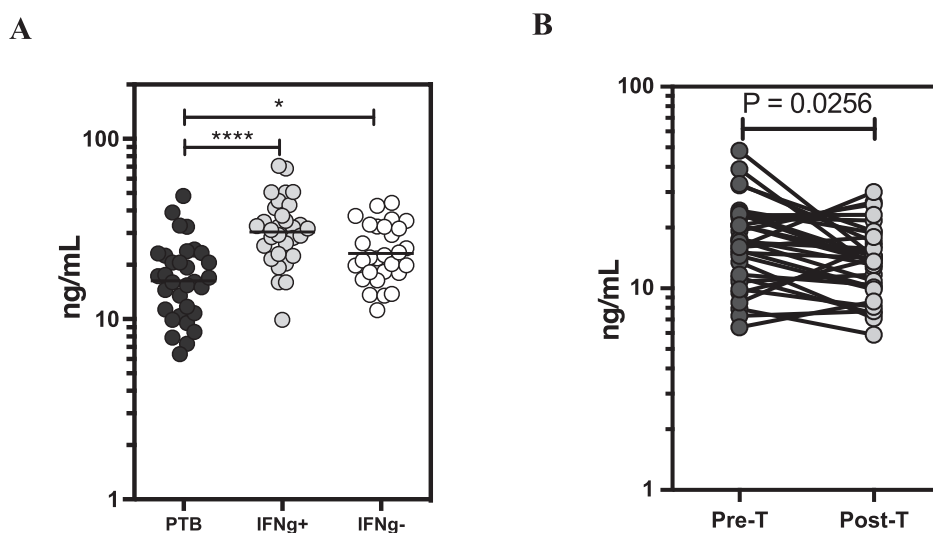 A
ng/mL
100
10
1
*
****
PTB
IFNg+
IFNg-
B
ng/mL
100
10
1
P = 0.0256
Pre-T
Post-T